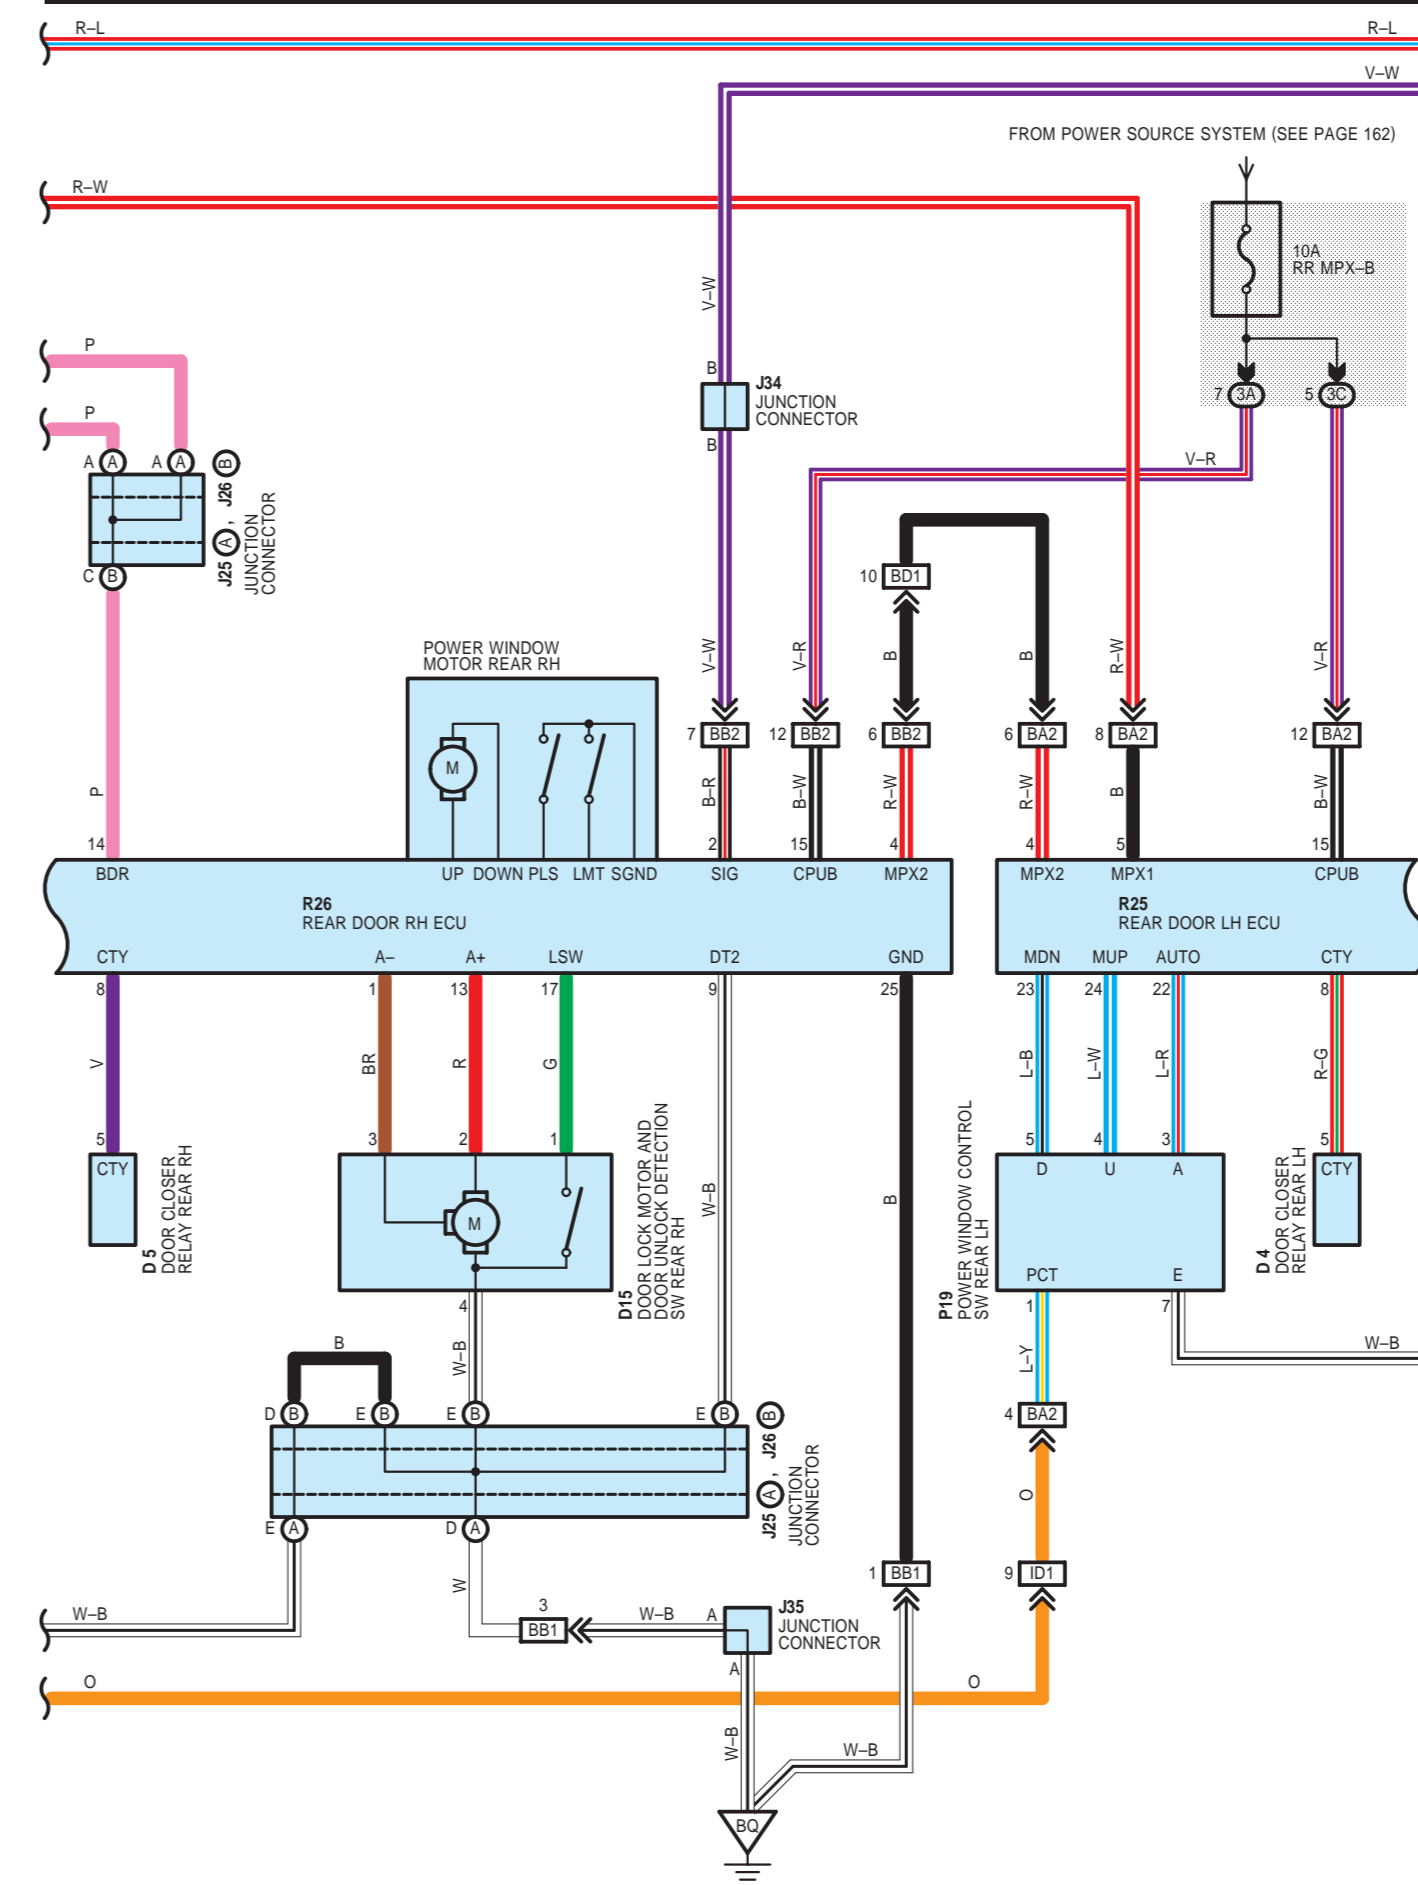 R–L
R–L
V–W
FROM POWER SOURCE SYSTEM (SEE PAGE 162)
R–W
10A
RR MPX–B
V–W
P
P
B
J34
JUNCTION
CONNECTOR
B
7 3A
5 3C
V–R
A A
A A
J25 A , J26 B
JUNCTION
CONNECTOR
C B
10 BD1
POWER WINDOW
MOTOR REAR RH
V–W
V–R
B
B
R–W
V–R
7 BB2
12 BB2
6 BB2
6 BA2
8 BA2
12 BA2
M
P
B–R
B–W
R–W
R–W
B
B–W
14
2
15
4
4
5
15
BDR
UP DOWN PLS LMT SGND
SIG
CPUB
MPX2
MPX2
MPX1
CPUB
R26
REAR DOOR RH ECU
R25
REAR DOOR LH ECU
CTY
A–
A+
LSW
DT2
GND
MDN
MUP
AUTO
CTY
8
1
13
17
9
25
23
24
22
8
V
BR
R
G
L–B
L–W
L–R
R–G
5
3
2
1
5
4
3
5
CTY
D 5
DOOR CLOSER
RELAY REAR RH
M
D15
DOOR LOCK MOTOR AND
DOOR UNLOCK DETECTION
SW REAR RH
W–B
B
P19
POWER WINDOW CONTROL
SW REAR LH
D
U
A
PCT
E
CTY
D 4
DOOR CLOSER
RELAY REAR LH
4
1
7
B
W–B
L–Y
W–B
D B
E B
E B
E B
J25 A , J26 B
JUNCTION
CONNECTOR
4 BA2
O
E A
D A
W
1 BB1
9 ID1
W–B
3
BB1
W–B
A
J35
JUNCTION
CONNECTOR
A
O
O
W–B
W–B
BQ